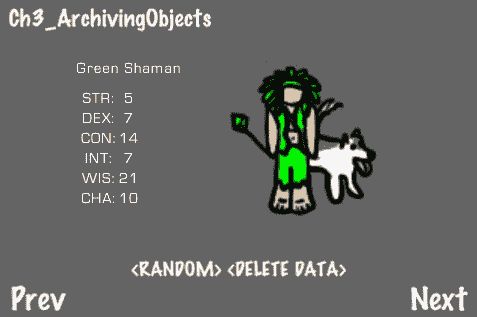 Ch3_ArchivingObjects
Green Shaman
STR: 5
DEX: 7
CON: 14
INT: 7
WIS: 21
CHA: 10
<RANDOM> <DELETE DATA>
Prev Next